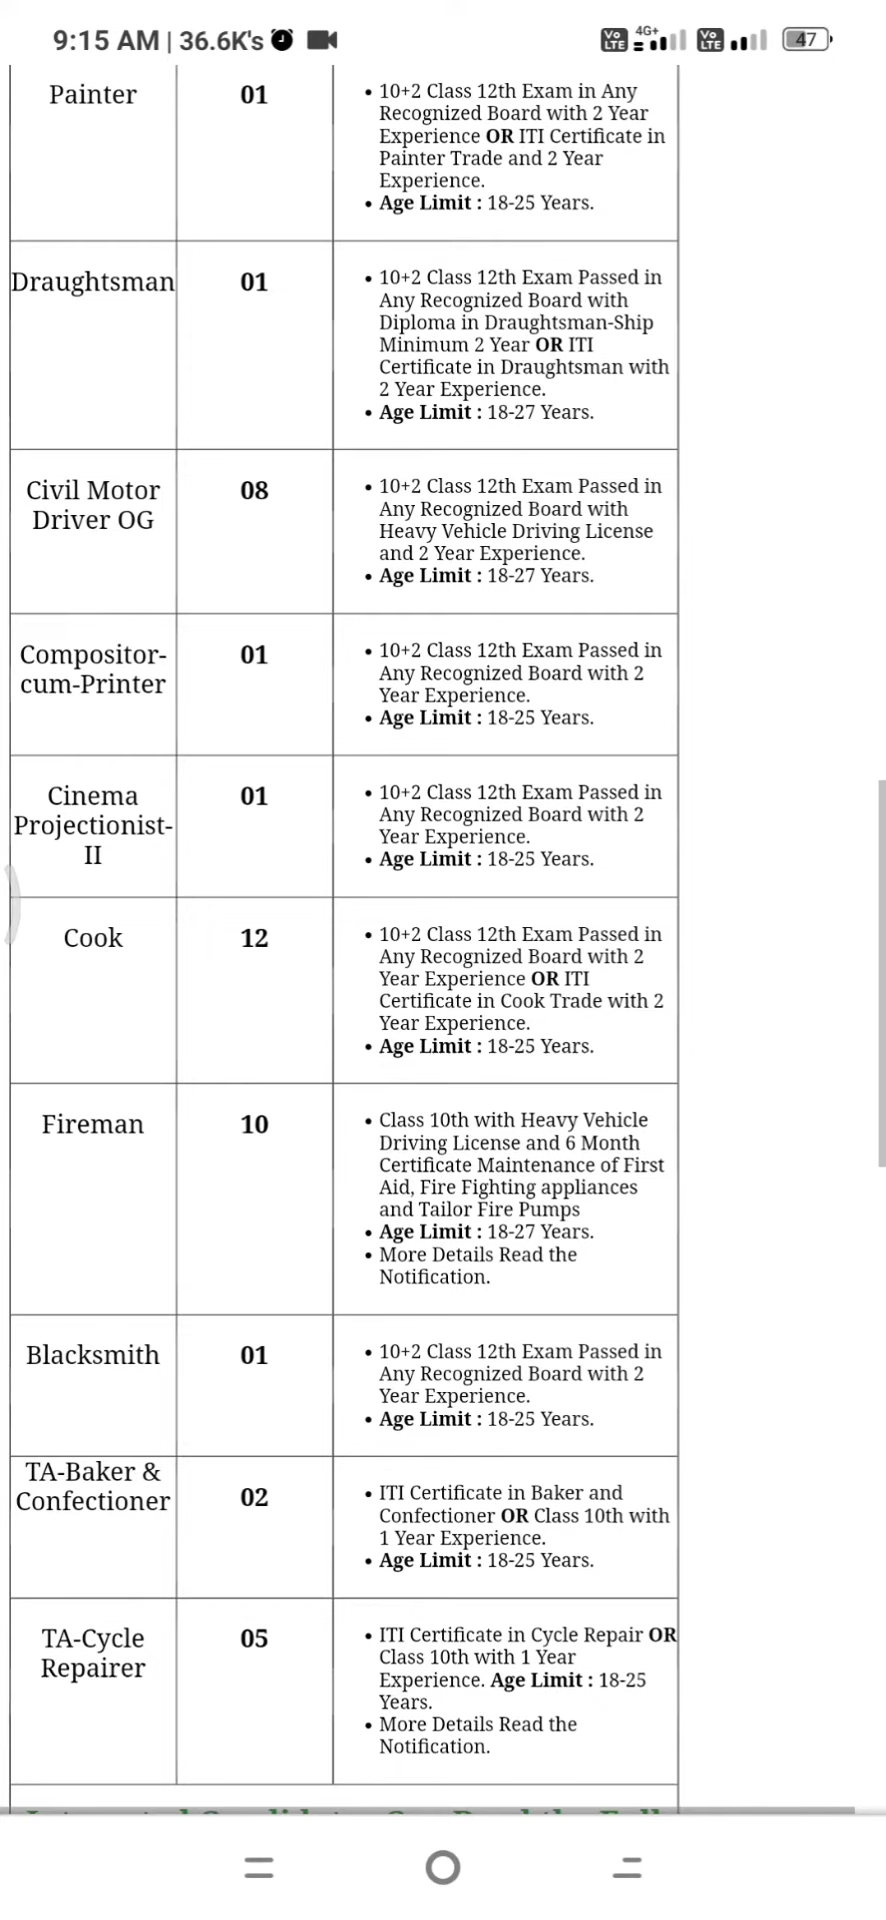 9:15 AM | 36.6K's
Vo LTE 4G+ Vo LTE 47
Painter
01
• 10+2 Class 12th Exam in Any
Recognized Board with 2 Year
Experience OR ITI Certificate in
Painter Trade and 2 Year
Experience.
• Age Limit : 18-25 Years.
Draughtsman
01
• 10+2 Class 12th Exam Passed in
Any Recognized Board with
Diploma in Draughtsman-Ship
Minimum 2 Year OR ITI
Certificate in Draughtsman with
2 Year Experience.
• Age Limit : 18-27 Years.
Civil Motor
Driver OG
08
• 10+2 Class 12th Exam Passed in
Any Recognized Board with
Heavy Vehicle Driving License
and 2 Year Experience.
• Age Limit : 18-27 Years.
Compositor-
cum-Printer
01
• 10+2 Class 12th Exam Passed in
Any Recognized Board with 2
Year Experience.
• Age Limit : 18-25 Years.
Cinema
Projectionist-
II
01
• 10+2 Class 12th Exam Passed in
Any Recognized Board with 2
Year Experience.
• Age Limit : 18-25 Years.
Cook
12
• 10+2 Class 12th Exam Passed in
Any Recognized Board with 2
Year Experience OR ITI
Certificate in Cook Trade with 2
Year Experience.
• Age Limit : 18-25 Years.
Fireman
10
• Class 10th with Heavy Vehicle
Driving License and 6 Month
Certificate Maintenance of First
Aid, Fire Fighting appliances
and Tailor Fire Pumps
• Age Limit : 18-27 Years.
• More Details Read the
Notification.
Blacksmith
01
• 10+2 Class 12th Exam Passed in
Any Recognized Board with 2
Year Experience.
• Age Limit : 18-25 Years.
TA-Baker &
Confectioner
02
• ITI Certificate in Baker and
Confectioner OR Class 10th with
1 Year Experience.
• Age Limit : 18-25 Years.
TA-Cycle
Repairer
05
• ITI Certificate in Cycle Repair OR
Class 10th with 1 Year
Experience. Age Limit : 18-25
Years.
• More Details Read the
Notification.